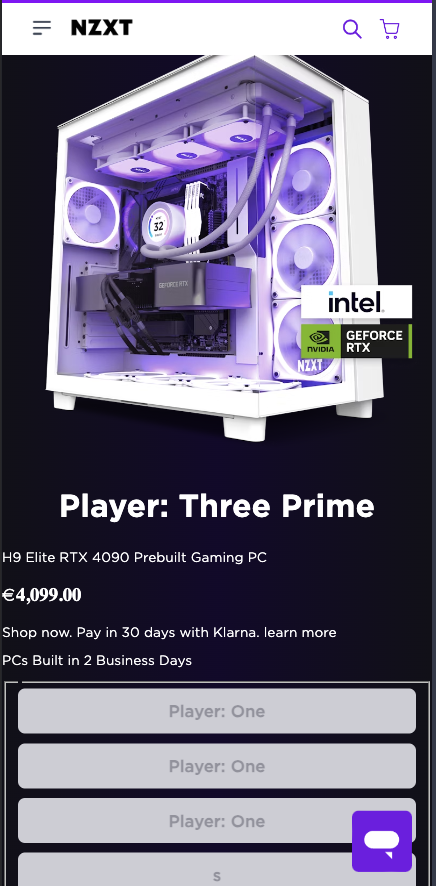 NZXT
32
GEFORCE RTX
intel.
NVIDIA
GEFORCE
RTX
NZXT
Player: Three Prime
H9 Elite RTX 4090 Prebuilt Gaming PC
€4,099.00
Shop now. Pay in 30 days with Klarna. learn more
PCs Built in 2 Business Days
Player: One
Player: One
Player: One
s